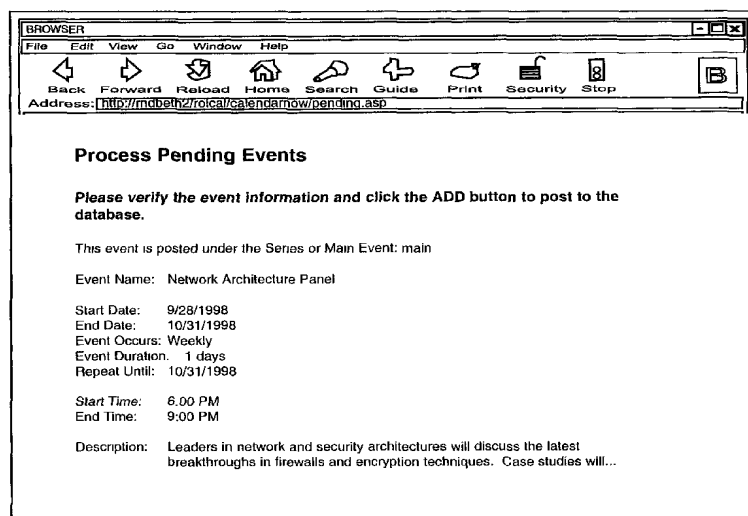 BROWSER
File Edit View Go Window Help
Back Forward Reload Home Search Guide Print Security Stop
B
Address: http://mdbeth2/rolcal/calendarnow/pending.asp
Process Pending Events
Please verify the event information and click the ADD button to post to the
database.
This event is posted under the Series or Main Event: main
Event Name: Network Architecture Panel
Start Date: 9/28/1998
End Date: 10/31/1998
Event Occurs: Weekly
Event Duration. 1 days
Repeat Until: 10/31/1998
Start Time: 6.00 PM
End Time: 9:00 PM
Description: Leaders in network and security architectures will discuss the latest
breakthroughs in firewalls and encryption techniques. Case studies will...